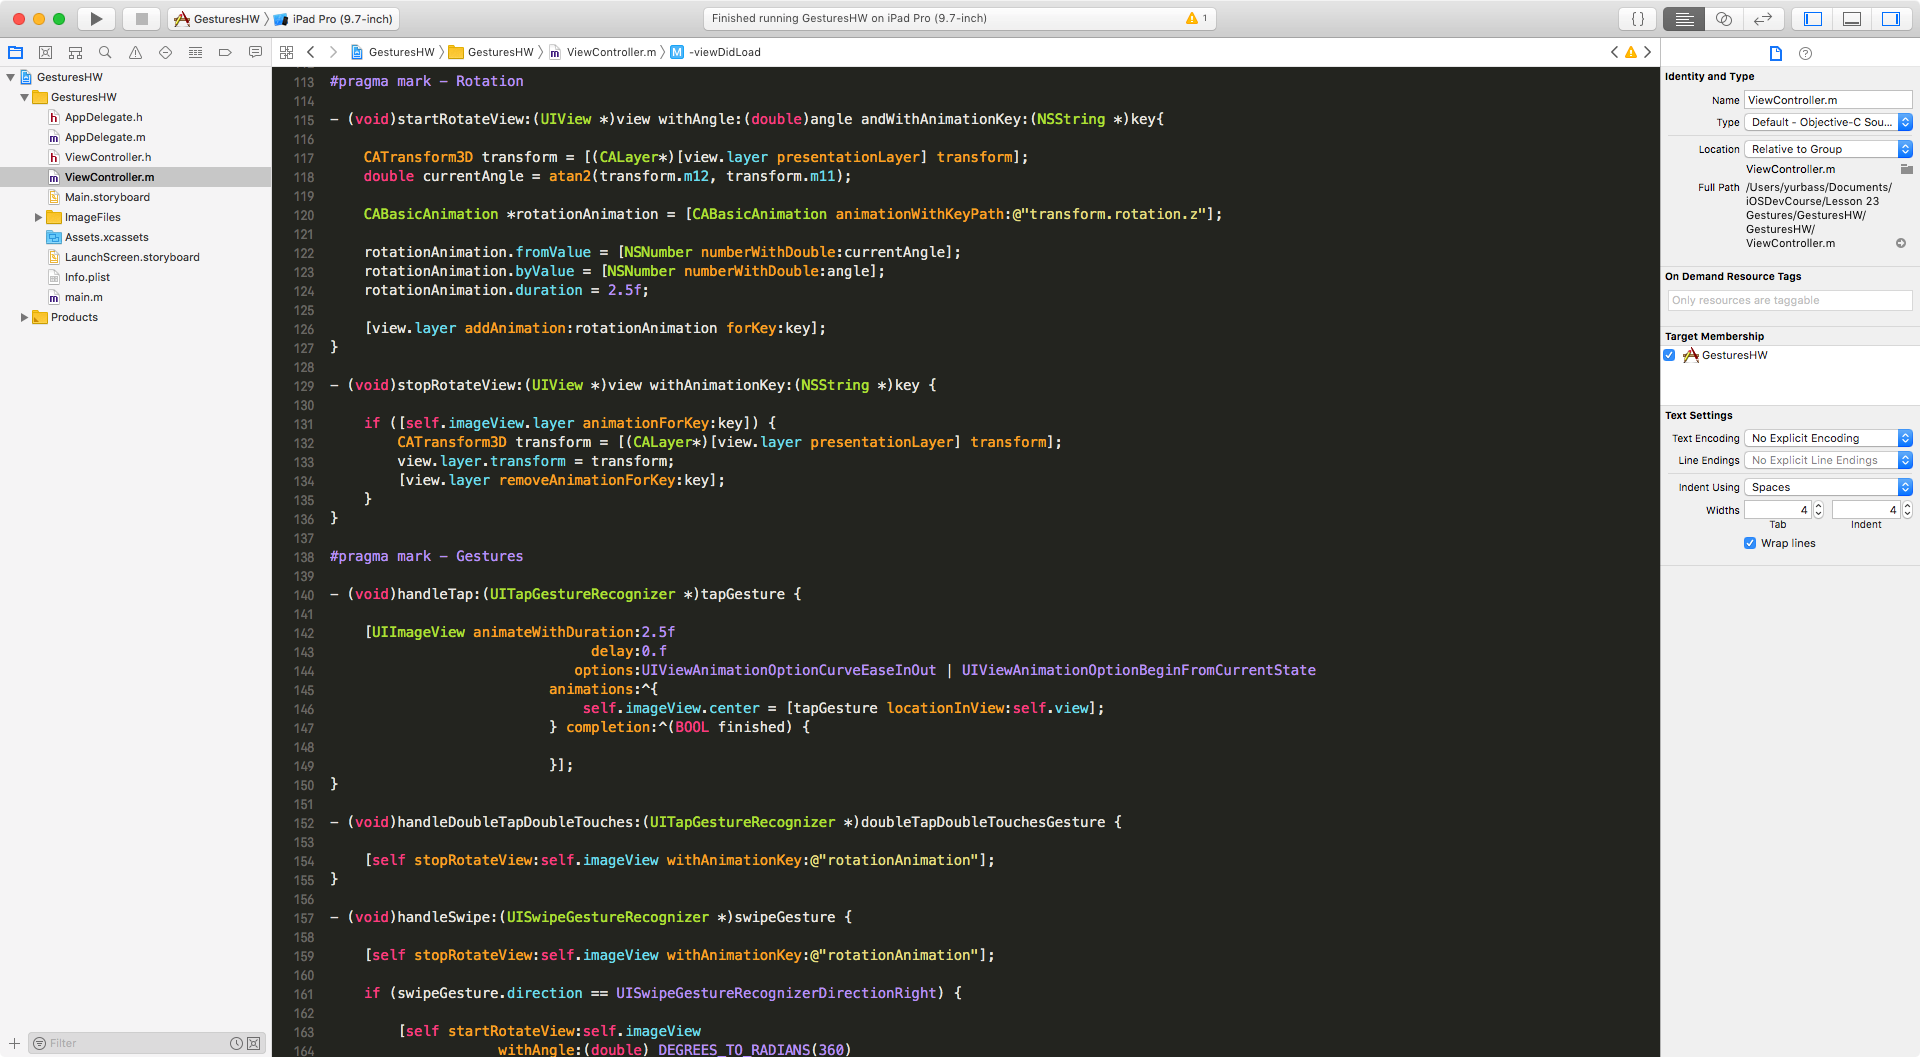 GesturesHW
iPad Pro (9.7-inch)
Finished running GesturesHW on iPad Pro (9.7-inch)
1
{}
GesturesHW
GesturesHW
ViewController.m
-viewDidLoad
GesturesHW
GesturesHW
AppDelegate.h
AppDelegate.m
ViewController.h
ViewController.m
Main.storyboard
ImageFiles
Assets.xcassets
LaunchScreen.storyboard
Info.plist
main.m
Products
Filter
113 #pragma mark - Rotation
114
115 - (void)startRotateView:(UIView *)view withAngle:(double)angle andWithAnimationKey:(NSString *)key{
116
117     CATransform3D transform = [(CALayer*)[view.layer presentationLayer] transform];
118     double currentAngle = atan2(transform.m12, transform.m11);
119
120     CABasicAnimation *rotationAnimation = [CABasicAnimation animationWithKeyPath:@"transform.rotation.z"];
121
122     rotationAnimation.fromValue = [NSNumber numberWithDouble:currentAngle];
123     rotationAnimation.byValue = [NSNumber numberWithDouble:angle];
124     rotationAnimation.duration = 2.5f;
125
126     [view.layer addAnimation:rotationAnimation forKey:key];
127 }
128
129 - (void)stopRotateView:(UIView *)view withAnimationKey:(NSString *)key {
130
131     if ([self.imageView.layer animationForKey:key]) {
132         CATransform3D transform = [(CALayer*)[view.layer presentationLayer] transform];
133         view.layer.transform = transform;
134         [view.layer removeAnimationForKey:key];
135     }
136 }
137
138 #pragma mark - Gestures
139
140 - (void)handleTap:(UITapGestureRecognizer *)tapGesture {
141
142     [UIImageView animateWithDuration:2.5f
143                                delay:0.f
144                              options:UIViewAnimationOptionCurveEaseInOut | UIViewAnimationOptionBeginFromCurrentState
145                           animations:^{
146                               self.imageView.center = [tapGesture locationInView:self.view];
147                           } completion:^(BOOL finished) {
148
149                           }];
150 }
151
152 - (void)handleDoubleTapDoubleTouches:(UITapGestureRecognizer *)doubleTapDoubleTouchesGesture {
153
154     [self stopRotateView:self.imageView withAnimationKey:@"rotationAnimation"];
155 }
156
157 - (void)handleSwipe:(UISwipeGestureRecognizer *)swipeGesture {
158
159     [self stopRotateView:self.imageView withAnimationKey:@"rotationAnimation"];
160
161     if (swipeGesture.direction == UISwipeGestureRecognizerDirectionRight) {
162
163         [self startRotateView:self.imageView
164                     withAngle:(double) DEGREES_TO_RADIANS(360)
Identity and Type
Name ViewController.m
Type Default - Objective-C Sou...
Location Relative to Group
ViewController.m
Full Path /Users/yurbass/Documents/
iOSDevCourse/Lesson 23
Gestures/GesturesHW/
GesturesHW/
ViewController.m
On Demand Resource Tags
Only resources are taggable
Target Membership
GesturesHW
Text Settings
Text Encoding No Explicit Encoding
Line Endings No Explicit Line Endings
Indent Using Spaces
Widths 4 4
Tab Indent
Wrap lines